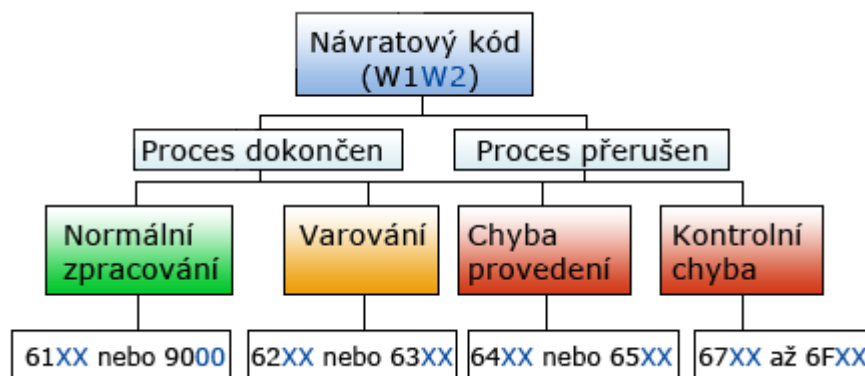 Návratový kód
(W1W2)
Proces dokončen
Proces přerušen
Normální
zpracování
Varování
Chyba
provedení
Kontrolní
chyba
61XX nebo 9000
62XX nebo 63XX
64XX nebo 65XX
67XX až 6FXX